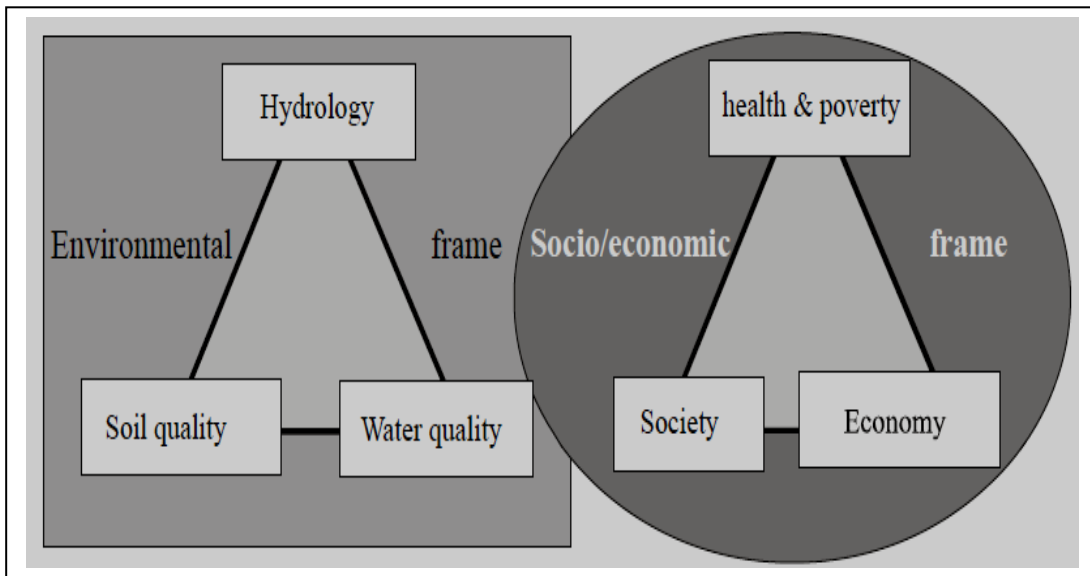 Hydrology
Environmental frame
Soil quality
Water quality
health & poverty
Socio/economic frame
Society
Economy